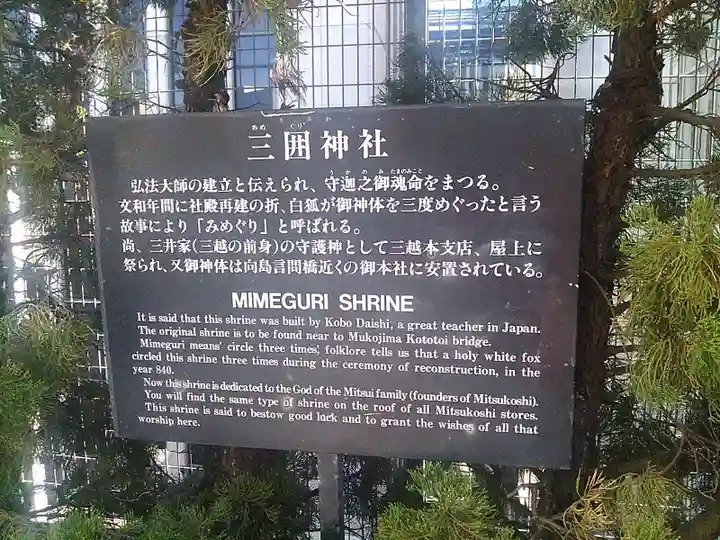 三囲神社
弘法大師の建立と伝えられ、守迦之御魂命をまつる。
文和年間に社殿再建の折、白狐が御神体を三度めぐったと言う
故事により「みめぐり」と呼ばれる。
尚、三井家(三越の前身)の守護神として三越本支店、屋上に
祭られ、又御神体は向島言問橋近くの御本社に安置されている。
MIMEGURI SHRINE
It is said that this shrine was built by Kobo Daishi, a great teacher in Japan.
The original shrine is to be found near to Mukojima Kototoi bridge.
Mimeguri means' circle three times', folklore tells us that a holy white fox
circled this shrine three times during the ceremony of reconstruction, in the
year 840.
Now this shrine is dedicated to the God of the Mitsui family (founders of Mitsukoshi).
You will find the same type of shrine on the roof of all Mitsukoshi stores.
This shrine is said to bestow good luck and to grant the wishes of all that
worship here.